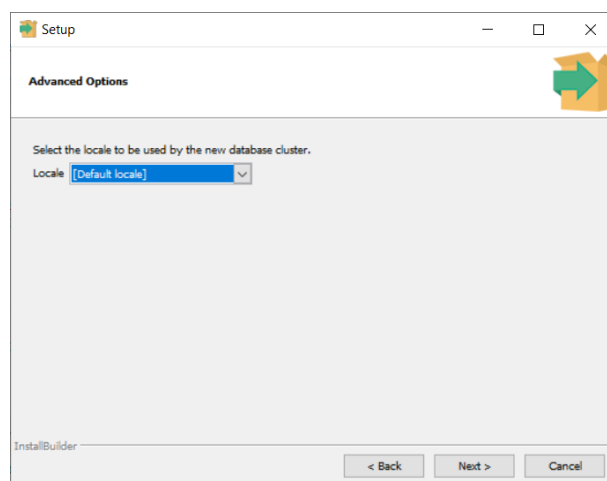 Setup
Advanced Options
Select the locale to be used by the new database cluster.
Locale [Default locale]
InstallBuilder
< Back Next > Cancel